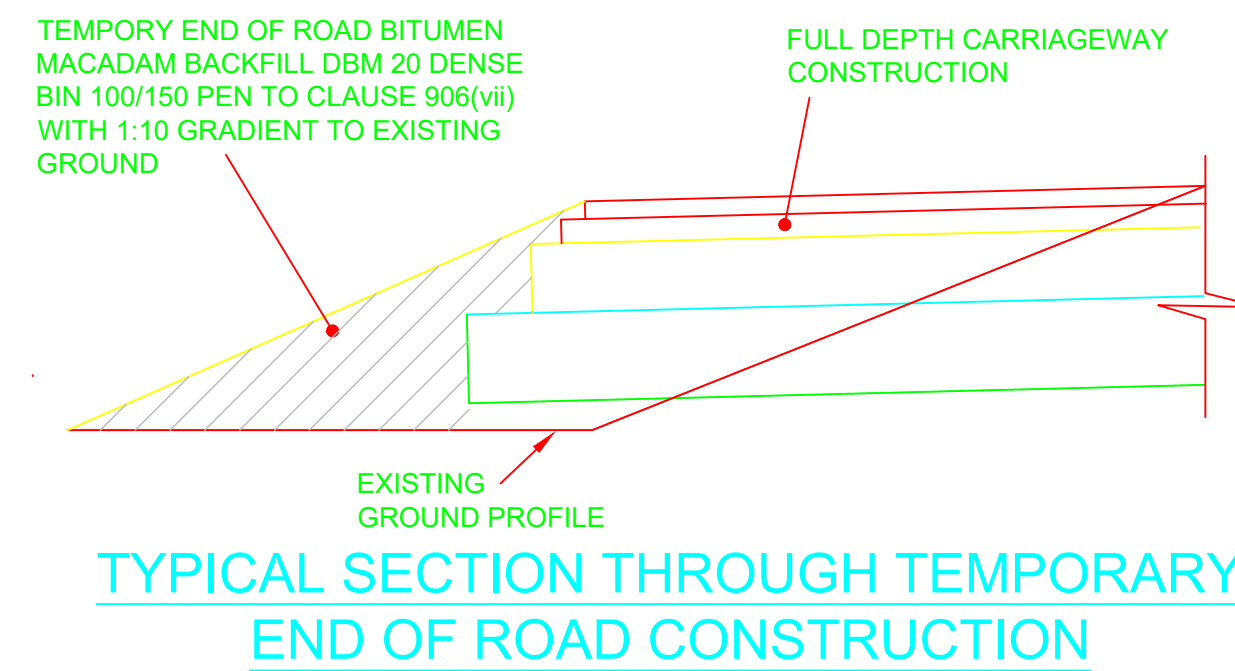 TEMPORY END OF ROAD BITUMEN
MACADAM BACKFILL DBM 20 DENSE
BIN 100/150 PEN TO CLAUSE 906(vii)
WITH 1:10 GRADIENT TO EXISTING
GROUND
FULL DEPTH CARRIAGEWAY
CONSTRUCTION
EXISTING
GROUND PROFILE
TYPICAL SECTION THROUGH TEMPORARY
END OF ROAD CONSTRUCTION